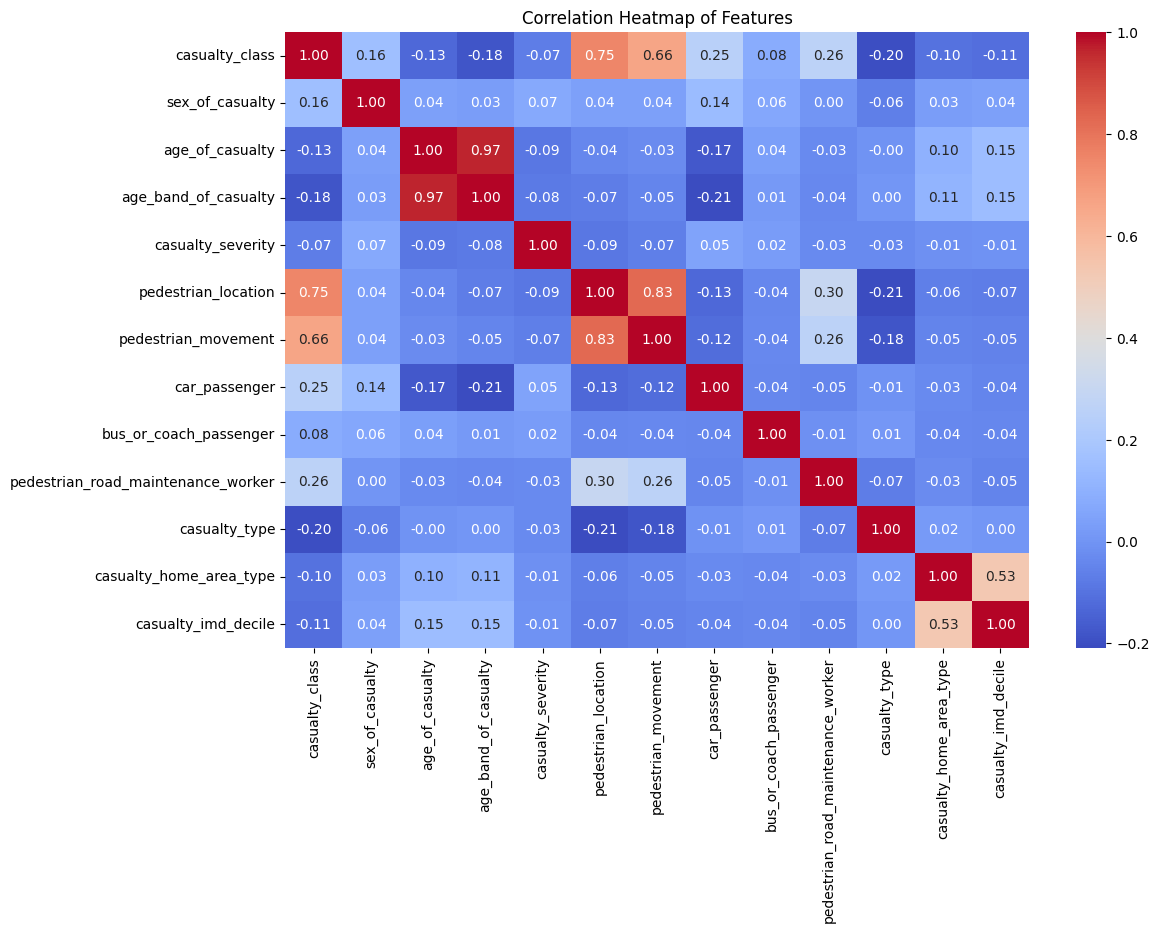 Correlation Heatmap of Features
casualty_class 1.00 0.16 -0.13 -0.18 -0.07 0.75 0.66 0.25 0.08 0.26 -0.20 -0.10 -0.11
sex_of_casualty 0.16 1.00 0.04 0.03 0.07 0.04 0.04 0.14 0.06 0.00 -0.06 0.03 0.04
age_of_casualty -0.13 0.04 1.00 0.97 -0.09 -0.04 -0.03 -0.17 0.04 -0.03 -0.00 0.10 0.15
age_band_of_casualty -0.18 0.03 0.97 1.00 -0.08 -0.07 -0.05 -0.21 0.01 -0.04 0.00 0.11 0.15
casualty_severity -0.07 0.07 -0.09 -0.08 1.00 -0.09 -0.07 0.05 0.02 -0.03 -0.03 -0.01 -0.01
pedestrian_location 0.75 0.04 -0.04 -0.07 -0.09 1.00 0.83 -0.13 -0.04 0.30 -0.21 -0.06 -0.07
pedestrian_movement 0.66 0.04 -0.03 -0.05 -0.07 0.83 1.00 -0.12 -0.04 0.26 -0.18 -0.05 -0.05
car_passenger 0.25 0.14 -0.17 -0.21 0.05 -0.13 -0.12 1.00 -0.04 -0.05 -0.01 -0.03 -0.04
bus_or_coach_passenger 0.08 0.06 0.04 0.01 0.02 -0.04 -0.04 -0.04 1.00 -0.01 0.01 -0.04 -0.04
pedestrian_road_maintenance_worker 0.26 0.00 -0.03 -0.04 -0.03 0.30 0.26 -0.05 -0.01 1.00 -0.07 -0.03 -0.05
casualty_type -0.20 -0.06 -0.00 0.00 -0.03 -0.21 -0.18 -0.01 0.01 -0.07 1.00 0.02 0.00
casualty_home_area_type -0.10 0.03 0.10 0.11 -0.01 -0.06 -0.05 -0.03 -0.04 -0.03 0.02 1.00 0.53
casualty_imd_decile -0.11 0.04 0.15 0.15 -0.01 -0.07 -0.05 -0.04 -0.04 -0.05 0.00 0.53 1.00
casualty_class
sex_of_casualty
age_of_casualty
age_band_of_casualty
casualty_severity
pedestrian_location
pedestrian_movement
car_passenger
bus_or_coach_passenger
pedestrian_road_maintenance_worker
casualty_type
casualty_home_area_type
casualty_imd_decile
1.0
0.8
0.6
0.4
0.2
0.0
−0.2